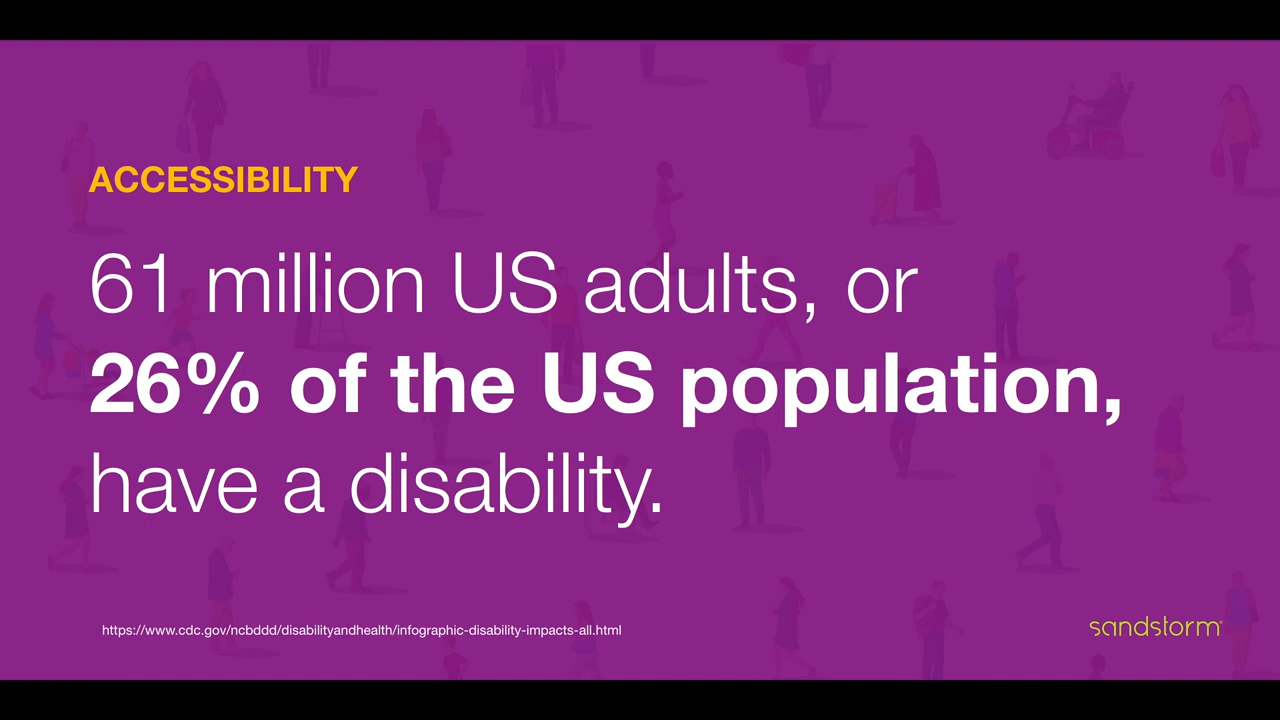 ACCESSIBILITY
61 million US adults, or
26% of the US population,
have a disability.
https://www.cdc.gov/ncbddd/disabilityandhealth/infographic-disability-impacts-all.html
sandstorm